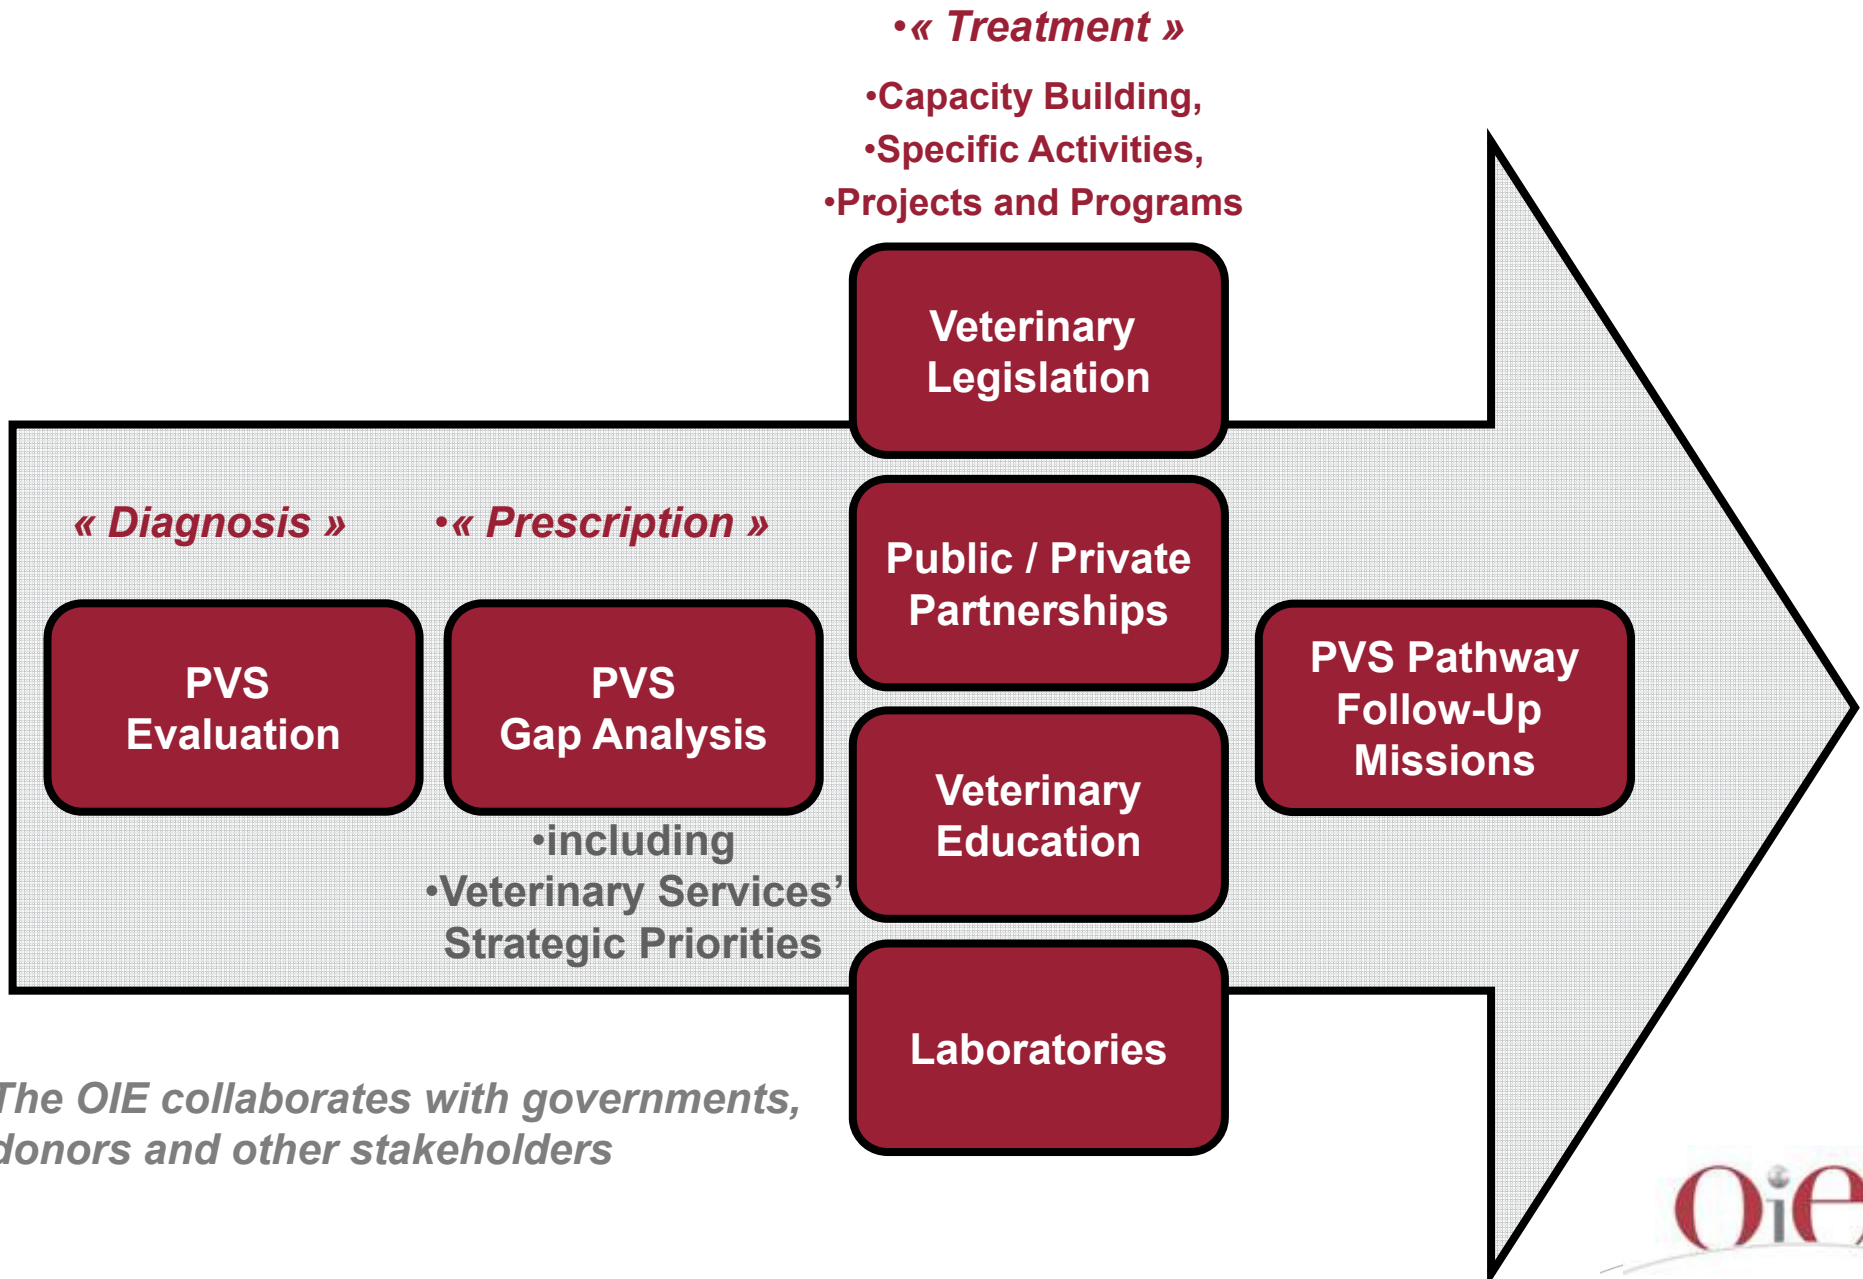 •« Treatment »
•Capacity Building,
•Specific Activities,
•Projects and Programs
Veterinary
Legislation
« Diagnosis »
•« Prescription »
Public / Private
Partnerships
PVS
Evaluation
PVS
Gap Analysis
PVS Pathway
Follow-Up
Missions
•including
•Veterinary Services’
Strategic Priorities
Veterinary
Education
Laboratories
The OIE collaborates with governments,
donors and other stakeholders
Oie